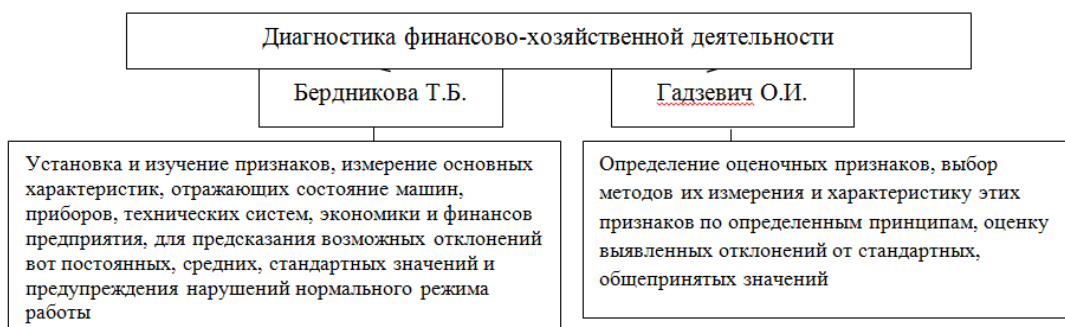 Диагностика финансово-хозяйственной деятельности
Бердникова Т.Б.
Гадзевич О.И.
Установка и изучение признаков, измерение основных
характеристик, отражающих состояние машин,
приборов, технических систем, экономики и финансов
предприятия, для предсказания возможных отклонений
вот постоянных, средних, стандартных значений и
предупреждения нарушений нормального режима
работы
Определение оценочных признаков, выбор
методов их измерения и характеристику этих
признаков по определенным принципам, оценку
выявленных отклонений от стандартных,
общепринятых значений